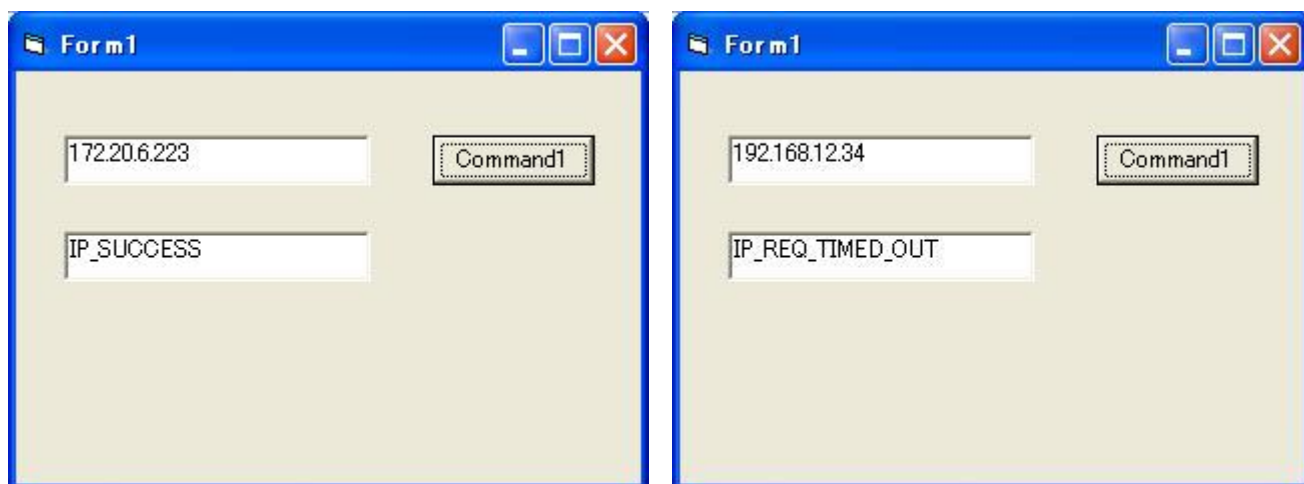 Form1
172.20.6.223
Command1
IP_SUCCESS
Form1
192.168.12.34
Command1
IP_REQ_TIMED_OUT